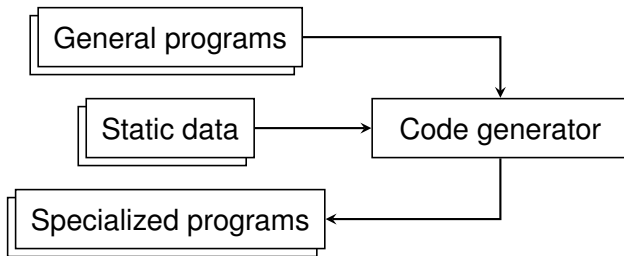 General programs
Static data
Code generator
Specialized programs